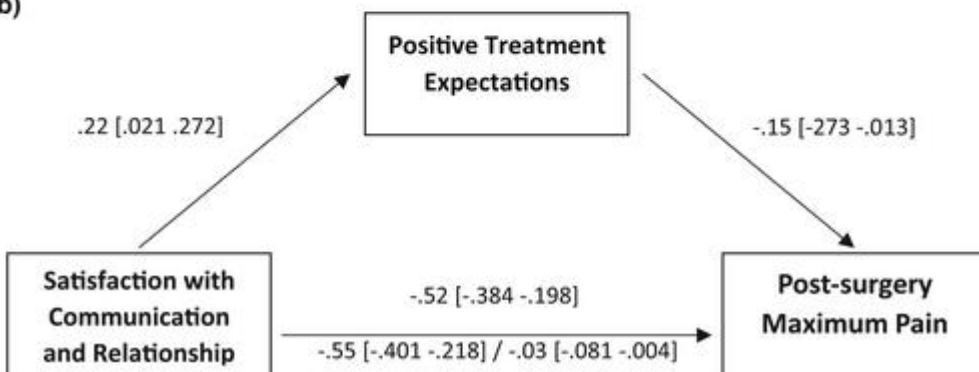 b)
Positive Treatment
Expectations
.22 [.021 .272]
-.15 [-273 -.013]
Satisfaction with
Communication
and Relationship
-.52 [-.384 -.198]
-.55 [-.401 -.218] / -.03 [-.081 -.004]
Post-surgery
Maximum Pain